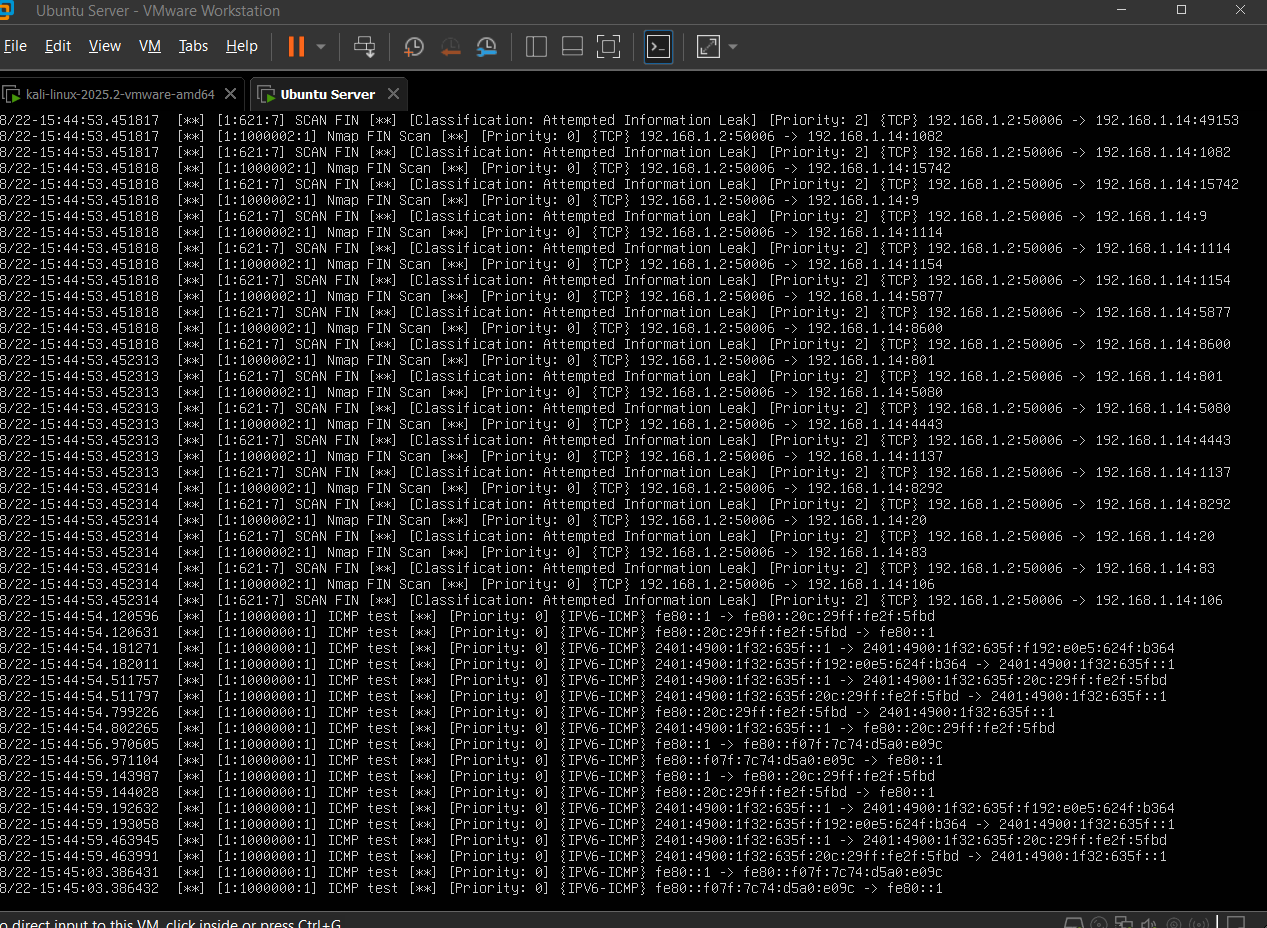 Ubuntu Server - VMware Workstation
File Edit View VM Tabs Help
kali-linux-2025.2-vmware-amd64 Ubuntu Server
8/22-15:44:53.451817 [**] [1:621:7] SCAN FIN [**] [Classification: Attempted Information Leak] [Priority: 2] {TCP} 192.168.1.2:50006 -> 192.168.1.14:49153
8/22-15:44:53.451817 [**] [1:1000002:1] Nmap FIN Scan [**] [Priority: 0] {TCP} 192.168.1.2:50006 -> 192.168.1.14:1082
8/22-15:44:53.451817 [**] [1:621:7] SCAN FIN [**] [Classification: Attempted Information Leak] [Priority: 2] {TCP} 192.168.1.2:50006 -> 192.168.1.14:1082
8/22-15:44:53.451818 [**] [1:1000002:1] Nmap FIN Scan [**] [Priority: 0] {TCP} 192.168.1.2:50006 -> 192.168.1.14:15742
8/22-15:44:53.451818 [**] [1:621:7] SCAN FIN [**] [Classification: Attempted Information Leak] [Priority: 2] {TCP} 192.168.1.2:50006 -> 192.168.1.14:15742
8/22-15:44:53.451818 [**] [1:1000002:1] Nmap FIN Scan [**] [Priority: 0] {TCP} 192.168.1.2:50006 -> 192.168.1.14:9
8/22-15:44:53.451818 [**] [1:621:7] SCAN FIN [**] [Classification: Attempted Information Leak] [Priority: 2] {TCP} 192.168.1.2:50006 -> 192.168.1.14:9
8/22-15:44:53.451818 [**] [1:1000002:1] Nmap FIN Scan [**] [Priority: 0] {TCP} 192.168.1.2:50006 -> 192.168.1.14:1114
8/22-15:44:53.451818 [**] [1:621:7] SCAN FIN [**] [Classification: Attempted Information Leak] [Priority: 2] {TCP} 192.168.1.2:50006 -> 192.168.1.14:1114
8/22-15:44:53.451818 [**] [1:1000002:1] Nmap FIN Scan [**] [Priority: 0] {TCP} 192.168.1.2:50006 -> 192.168.1.14:1154
8/22-15:44:53.451818 [**] [1:621:7] SCAN FIN [**] [Classification: Attempted Information Leak] [Priority: 2] {TCP} 192.168.1.2:50006 -> 192.168.1.14:1154
8/22-15:44:53.451818 [**] [1:1000002:1] Nmap FIN Scan [**] [Priority: 0] {TCP} 192.168.1.2:50006 -> 192.168.1.14:5877
8/22-15:44:53.451818 [**] [1:621:7] SCAN FIN [**] [Classification: Attempted Information Leak] [Priority: 2] {TCP} 192.168.1.2:50006 -> 192.168.1.14:5877
8/22-15:44:53.451818 [**] [1:1000002:1] Nmap FIN Scan [**] [Priority: 0] {TCP} 192.168.1.2:50006 -> 192.168.1.14:8600
8/22-15:44:53.451818 [**] [1:621:7] SCAN FIN [**] [Classification: Attempted Information Leak] [Priority: 2] {TCP} 192.168.1.2:50006 -> 192.168.1.14:8600
8/22-15:44:53.452313 [**] [1:1000002:1] Nmap FIN Scan [**] [Priority: 0] {TCP} 192.168.1.2:50006 -> 192.168.1.14:801
8/22-15:44:53.452313 [**] [1:621:7] SCAN FIN [**] [Classification: Attempted Information Leak] [Priority: 2] {TCP} 192.168.1.2:50006 -> 192.168.1.14:801
8/22-15:44:53.452313 [**] [1:1000002:1] Nmap FIN Scan [**] [Priority: 0] {TCP} 192.168.1.2:50006 -> 192.168.1.14:5080
8/22-15:44:53.452313 [**] [1:621:7] SCAN FIN [**] [Classification: Attempted Information Leak] [Priority: 2] {TCP} 192.168.1.2:50006 -> 192.168.1.14:5080
8/22-15:44:53.452313 [**] [1:1000002:1] Nmap FIN Scan [**] [Priority: 0] {TCP} 192.168.1.2:50006 -> 192.168.1.14:4443
8/22-15:44:53.452313 [**] [1:621:7] SCAN FIN [**] [Classification: Attempted Information Leak] [Priority: 2] {TCP} 192.168.1.2:50006 -> 192.168.1.14:4443
8/22-15:44:53.452313 [**] [1:1000002:1] Nmap FIN Scan [**] [Priority: 0] {TCP} 192.168.1.2:50006 -> 192.168.1.14:1137
8/22-15:44:53.452313 [**] [1:621:7] SCAN FIN [**] [Classification: Attempted Information Leak] [Priority: 2] {TCP} 192.168.1.2:50006 -> 192.168.1.14:1137
8/22-15:44:53.452314 [**] [1:1000002:1] Nmap FIN Scan [**] [Priority: 0] {TCP} 192.168.1.2:50006 -> 192.168.1.14:8292
8/22-15:44:53.452314 [**] [1:621:7] SCAN FIN [**] [Classification: Attempted Information Leak] [Priority: 2] {TCP} 192.168.1.2:50006 -> 192.168.1.14:8292
8/22-15:44:53.452314 [**] [1:1000002:1] Nmap FIN Scan [**] [Priority: 0] {TCP} 192.168.1.2:50006 -> 192.168.1.14:20
8/22-15:44:53.452314 [**] [1:621:7] SCAN FIN [**] [Classification: Attempted Information Leak] [Priority: 2] {TCP} 192.168.1.2:50006 -> 192.168.1.14:20
8/22-15:44:53.452314 [**] [1:1000002:1] Nmap FIN Scan [**] [Priority: 0] {TCP} 192.168.1.2:50006 -> 192.168.1.14:83
8/22-15:44:53.452314 [**] [1:621:7] SCAN FIN [**] [Classification: Attempted Information Leak] [Priority: 2] {TCP} 192.168.1.2:50006 -> 192.168.1.14:83
8/22-15:44:53.452314 [**] [1:1000002:1] Nmap FIN Scan [**] [Priority: 0] {TCP} 192.168.1.2:50006 -> 192.168.1.14:106
8/22-15:44:53.452314 [**] [1:621:7] SCAN FIN [**] [Classification: Attempted Information Leak] [Priority: 2] {TCP} 192.168.1.2:50006 -> 192.168.1.14:106
8/22-15:44:54.120596 [**] [1:1000000:1] ICMP test [**] [Priority: 0] {IPV6-ICMP} fe80::1 -> fe80::20c:29ff:fe2f:5fbd
8/22-15:44:54.120631 [**] [1:1000000:1] ICMP test [**] [Priority: 0] {IPV6-ICMP} fe80::20c:29ff:fe2f:5fbd -> fe80::1
8/22-15:44:54.181271 [**] [1:1000000:1] ICMP test [**] [Priority: 0] {IPV6-ICMP} 2401:4900:1f32:635f::1 -> 2401:4900:1f32:635f:f192:e0e5:624f:b364
8/22-15:44:54.182011 [**] [1:1000000:1] ICMP test [**] [Priority: 0] {IPV6-ICMP} 2401:4900:1f32:635f:f192:e0e5:624f:b364 -> 2401:4900:1f32:635f::1
8/22-15:44:54.511757 [**] [1:1000000:1] ICMP test [**] [Priority: 0] {IPV6-ICMP} 2401:4900:1f32:635f::1 -> 2401:4900:1f32:635f:20c:29ff:fe2f:5fbd
8/22-15:44:54.511797 [**] [1:1000000:1] ICMP test [**] [Priority: 0] {IPV6-ICMP} 2401:4900:1f32:635f:20c:29ff:fe2f:5fbd -> 2401:4900:1f32:635f::1
8/22-15:44:54.799226 [**] [1:1000000:1] ICMP test [**] [Priority: 0] {IPV6-ICMP} fe80::20c:29ff:fe2f:5fbd -> 2401:4900:1f32:635f::1
8/22-15:44:54.802265 [**] [1:1000000:1] ICMP test [**] [Priority: 0] {IPV6-ICMP} 2401:4900:1f32:635f::1 -> fe80::20c:29ff:fe2f:5fbd
8/22-15:44:56.970605 [**] [1:1000000:1] ICMP test [**] [Priority: 0] {IPV6-ICMP} fe80::1 -> fe80::f07f:7c74:d5a0:e09c
8/22-15:44:56.971104 [**] [1:1000000:1] ICMP test [**] [Priority: 0] {IPV6-ICMP} fe80::f07f:7c74:d5a0:e09c -> fe80::1
8/22-15:44:59.143987 [**] [1:1000000:1] ICMP test [**] [Priority: 0] {IPV6-ICMP} fe80::1 -> fe80::20c:29ff:fe2f:5fbd
8/22-15:44:59.144028 [**] [1:1000000:1] ICMP test [**] [Priority: 0] {IPV6-ICMP} fe80::20c:29ff:fe2f:5fbd -> fe80::1
8/22-15:44:59.192632 [**] [1:1000000:1] ICMP test [**] [Priority: 0] {IPV6-ICMP} 2401:4900:1f32:635f::1 -> 2401:4900:1f32:635f:f192:e0e5:624f:b364
8/22-15:44:59.193058 [**] [1:1000000:1] ICMP test [**] [Priority: 0] {IPV6-ICMP} 2401:4900:1f32:635f:f192:e0e5:624f:b364 -> 2401:4900:1f32:635f::1
8/22-15:44:59.463945 [**] [1:1000000:1] ICMP test [**] [Priority: 0] {IPV6-ICMP} 2401:4900:1f32:635f::1 -> 2401:4900:1f32:635f:20c:29ff:fe2f:5fbd
8/22-15:44:59.463991 [**] [1:1000000:1] ICMP test [**] [Priority: 0] {IPV6-ICMP} 2401:4900:1f32:635f:20c:29ff:fe2f:5fbd -> 2401:4900:1f32:635f::1
8/22-15:45:03.386431 [**] [1:1000000:1] ICMP test [**] [Priority: 0] {IPV6-ICMP} fe80::1 -> fe80::f07f:7c74:d5a0:e09c
8/22-15:45:03.386432 [**] [1:1000000:1] ICMP test [**] [Priority: 0] {IPV6-ICMP} fe80::f07f:7c74:d5a0:e09c -> fe80::1
o direct input to this VM, click inside or press Ctrl+G.